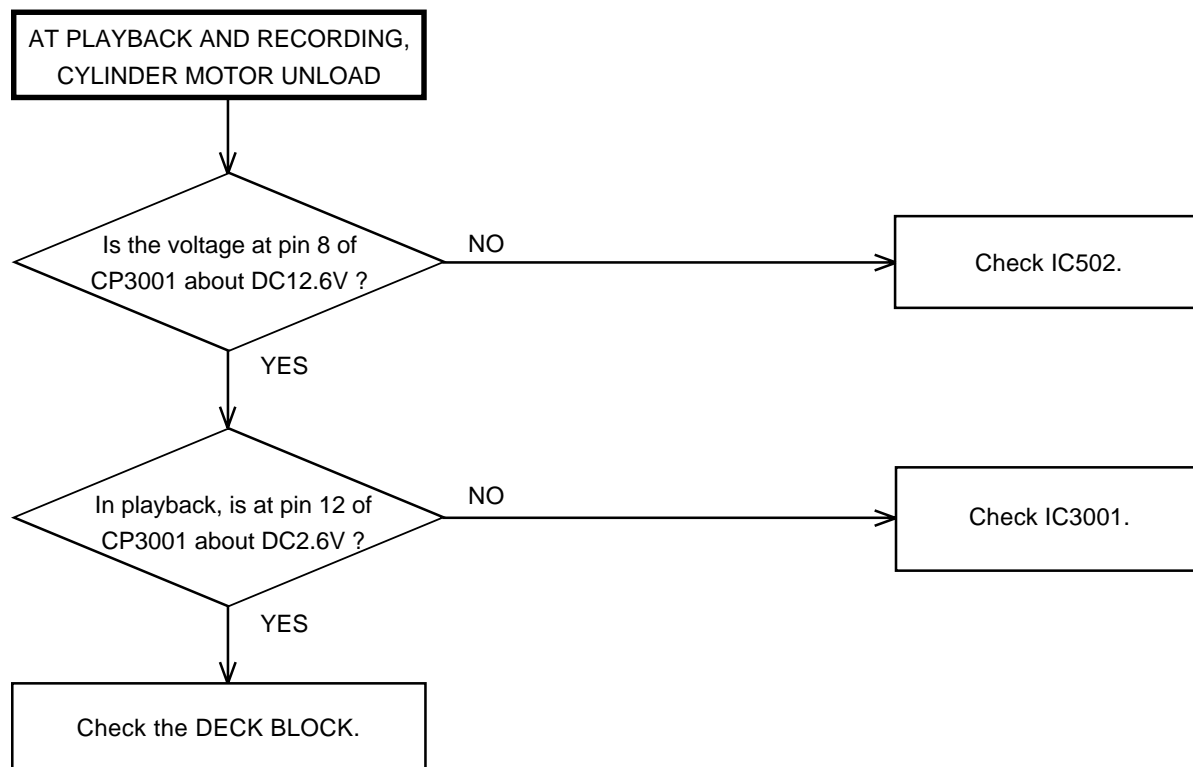 AT PLAYBACK AND RECORDING,
CYLINDER MOTOR UNLOAD
Is the voltage at pin 8 of
CP3001 about DC12.6V ?
NO
Check IC502.
YES
In playback, is at pin 12 of
CP3001 about DC2.6V ?
NO
Check IC3001.
YES
Check the DECK BLOCK.